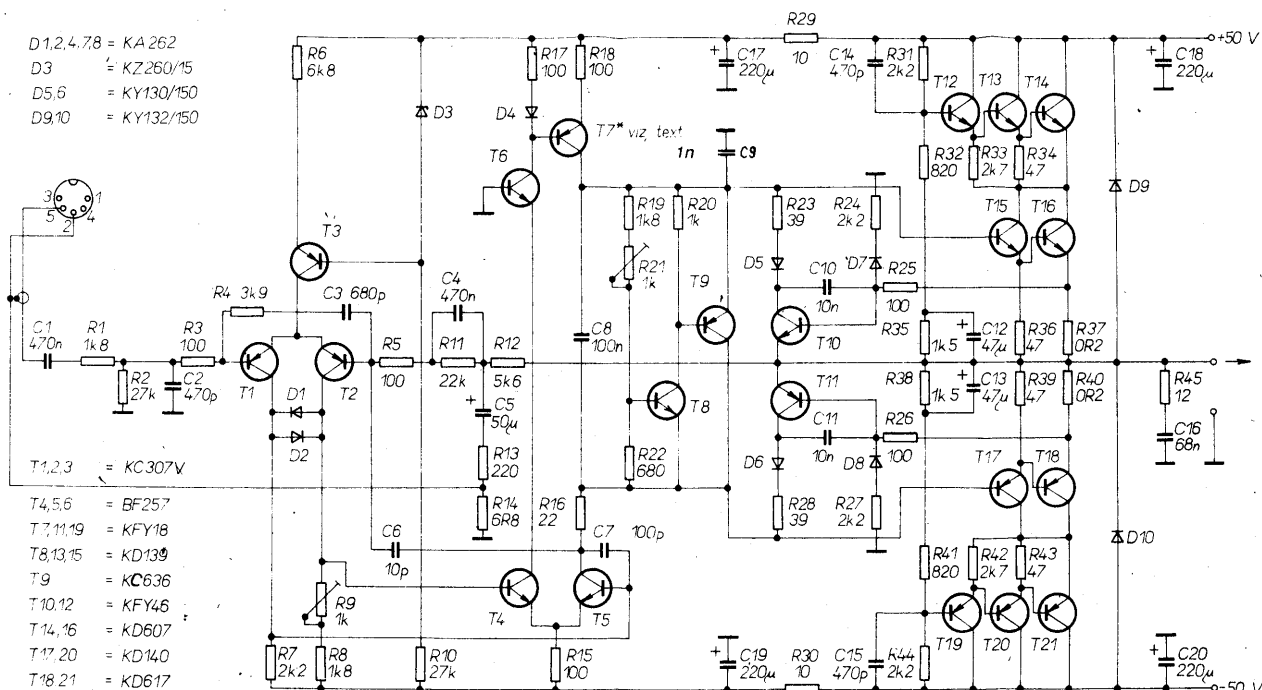 D1,2,4,7,8 = KA262
D3 = KZ260/15
D5,6 = KY130/150
D9,10 = KY132/150
3
1
5
4
2
R6
6k8
D3
R17
100
R18
100
D4
T6
T7* viz text
1n
C9
C17
220µ
R29
10
C14
470p
R31
2k2
T12
T13
T14
+50 V
C18
220µ
R32
820
R33
2k7
R34
47
D9
T3
R19
1k8
R20
1k
R23
39
R24
2k2
T15
T16
R21
1k
T9
D5
C10
10n
D7
R25
100
C4
470n
R4 3k9
C3 680p
C1
470n
R1
1k8
R3
100
R5
100
R11
22k
R12
5k6
C8
100n
T10
R35
1k5
C12
47µ
R36
47
R37
0R2
R2
27k
C2
470p
T1
T2
D1
D2
C5
50µ
T8
T11
R38
1k5
C13
47µ
R39
47
R40
0R2
R45
12
C16
68n
R13
220
R22
680
C11
10n
R26
100
D6
D8
T17
T18
R14
6R8
R16
22
C7
100p
R28
39
R27
2k2
C6
10p
R41
820
R42
2k7
R43
47
D10
T1,2,3 = KC307V
T4,5,6 = BF257
T7,11,19 = KFY18
T8,13,15 = KD139
T9 = KC636
T10,12 = KFY46
T14,16 = KD607
T17,20 = KD140
T18,21 = KD617
R9
1k
T4
T5
T19
T20
T21
R7
2k2
R8
1k8
R10
27k
R15
100
C19
220µ
R30
10
C15
470p
R44
2k2
C20
220µ
-50 V